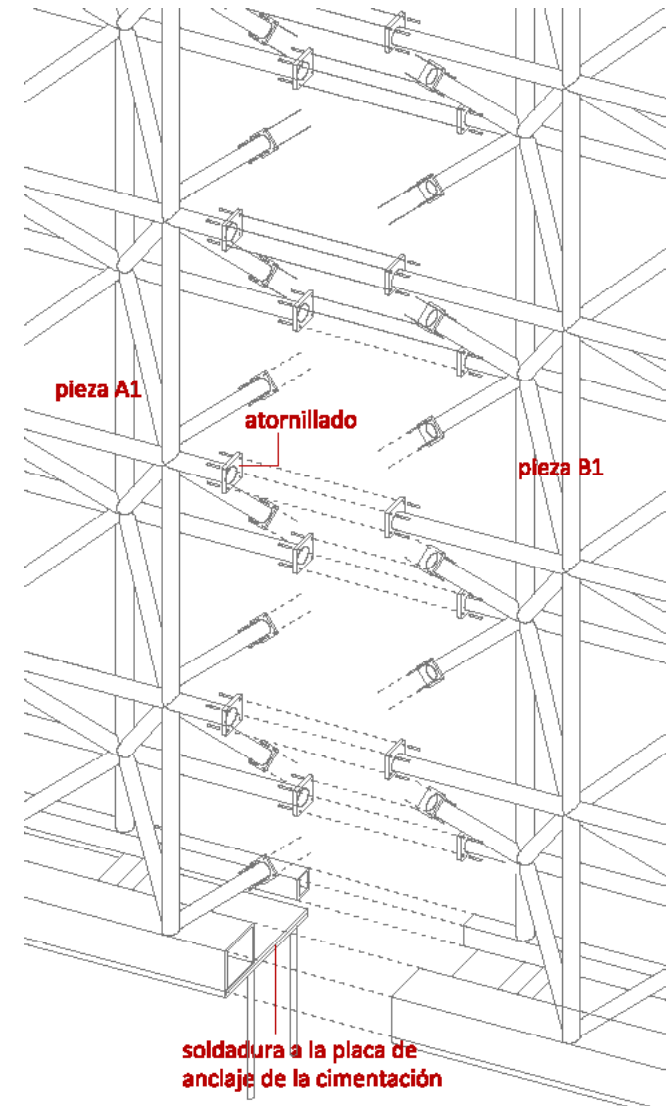 pieza A1
atornillado
pieza B1
soldadura a la placa de
anclaje de la cimentación